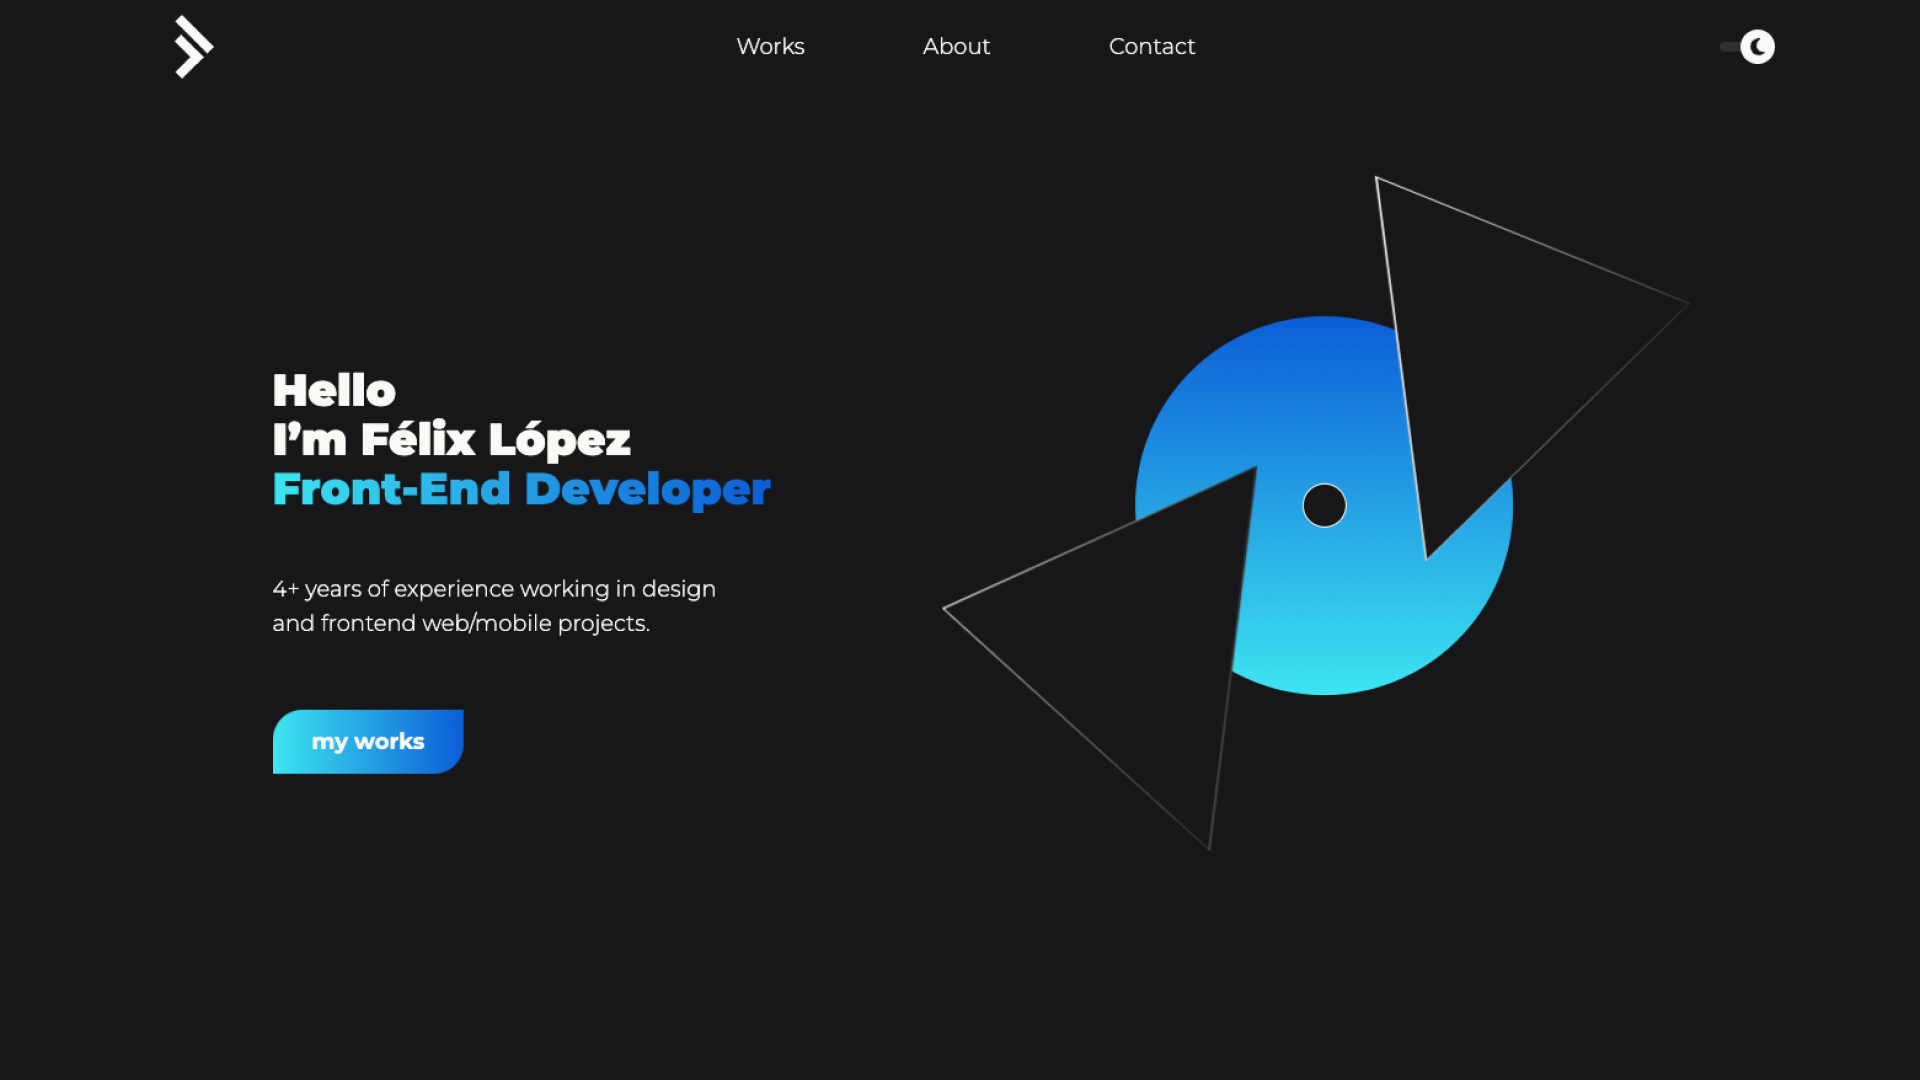 Works
About
Contact
Hello
I’m Félix López
Front-End Developer
4+ years of experience working in design
and frontend web/mobile projects.
my works